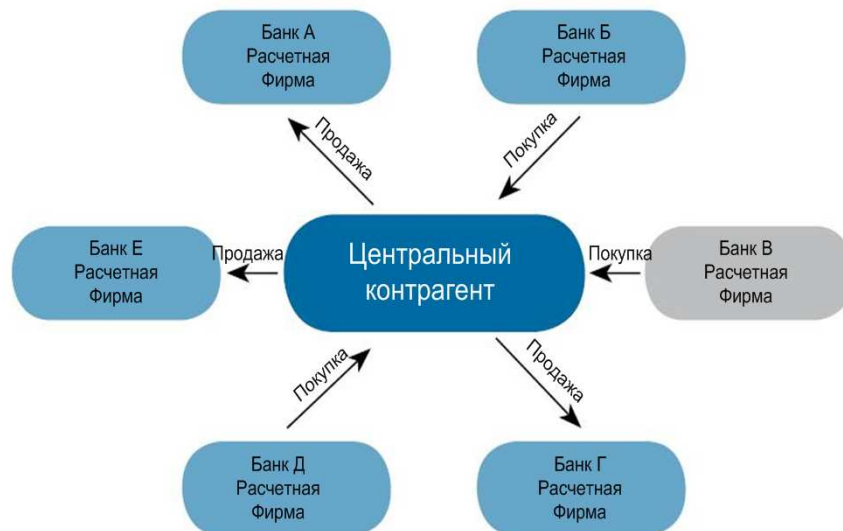 Банк А
Расчетная
Фирма
Банк Б
Расчетная
Фирма
Продажа
Покупка
Банк Е
Расчетная
Фирма
Продажа
Центральный
контрагент
Покупка
Банк В
Расчетная
Фирма
Покупка
Продажа
Банк Д
Расчетная
Фирма
Банк Г
Расчетная
Фирма